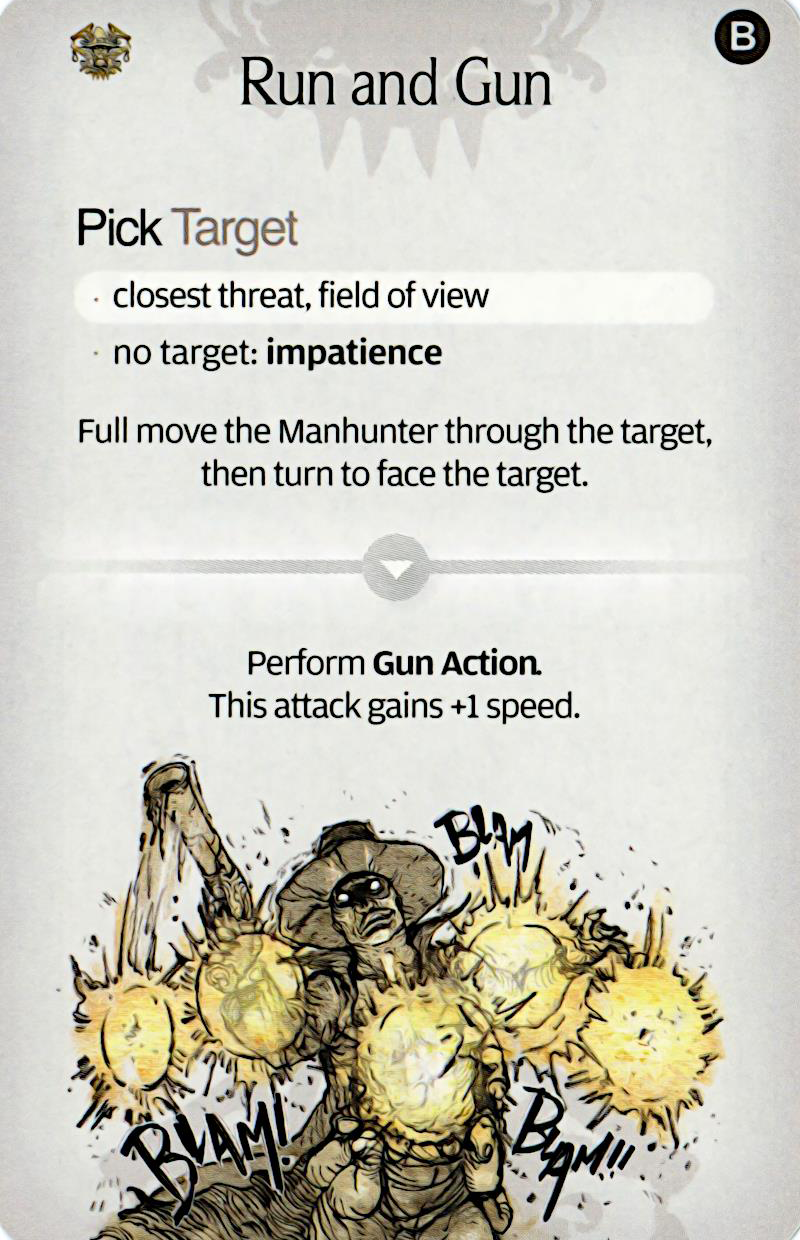 B
Run and Gun
Pick Target
· closest threat, field of view
· no target: impatience
Full move the Manhunter through the target,
then turn to face the target.
Perform Gun Action.
This attack gains +1 speed.
BLAM
BLAM!
BLAM!!